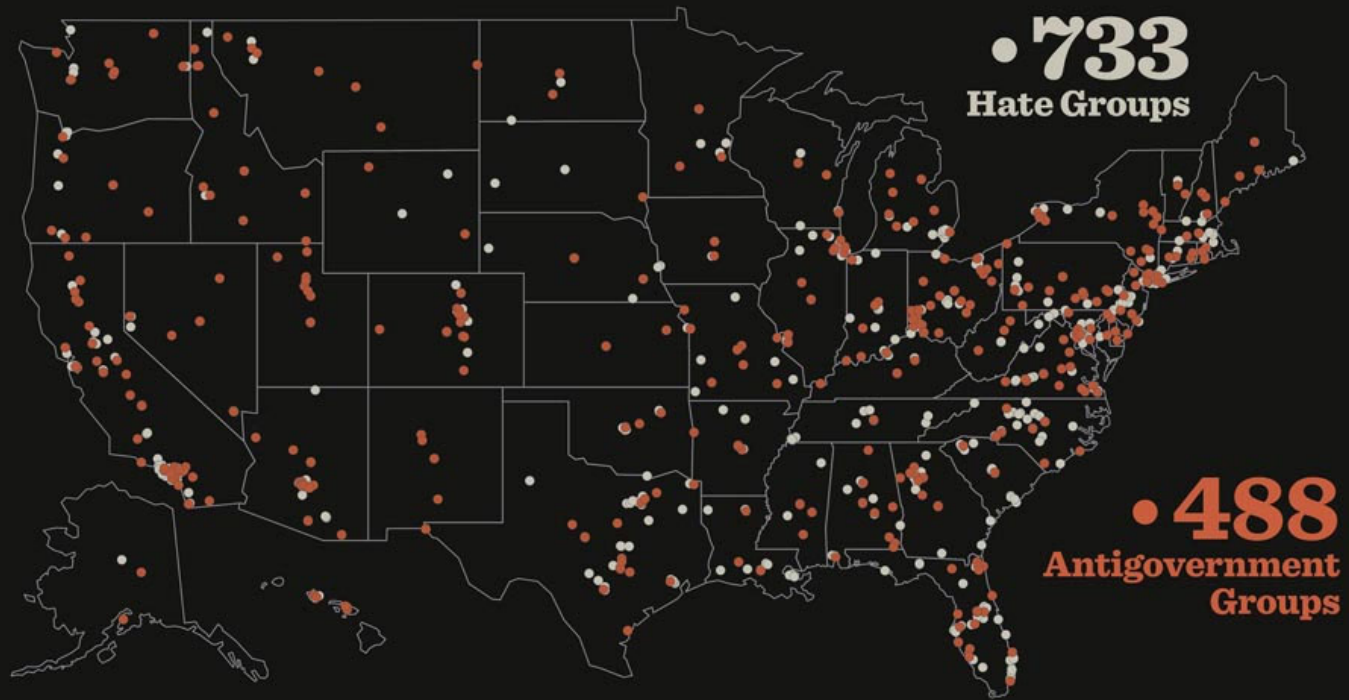 • 733
Hate Groups
• 488
Antigovernment
Groups